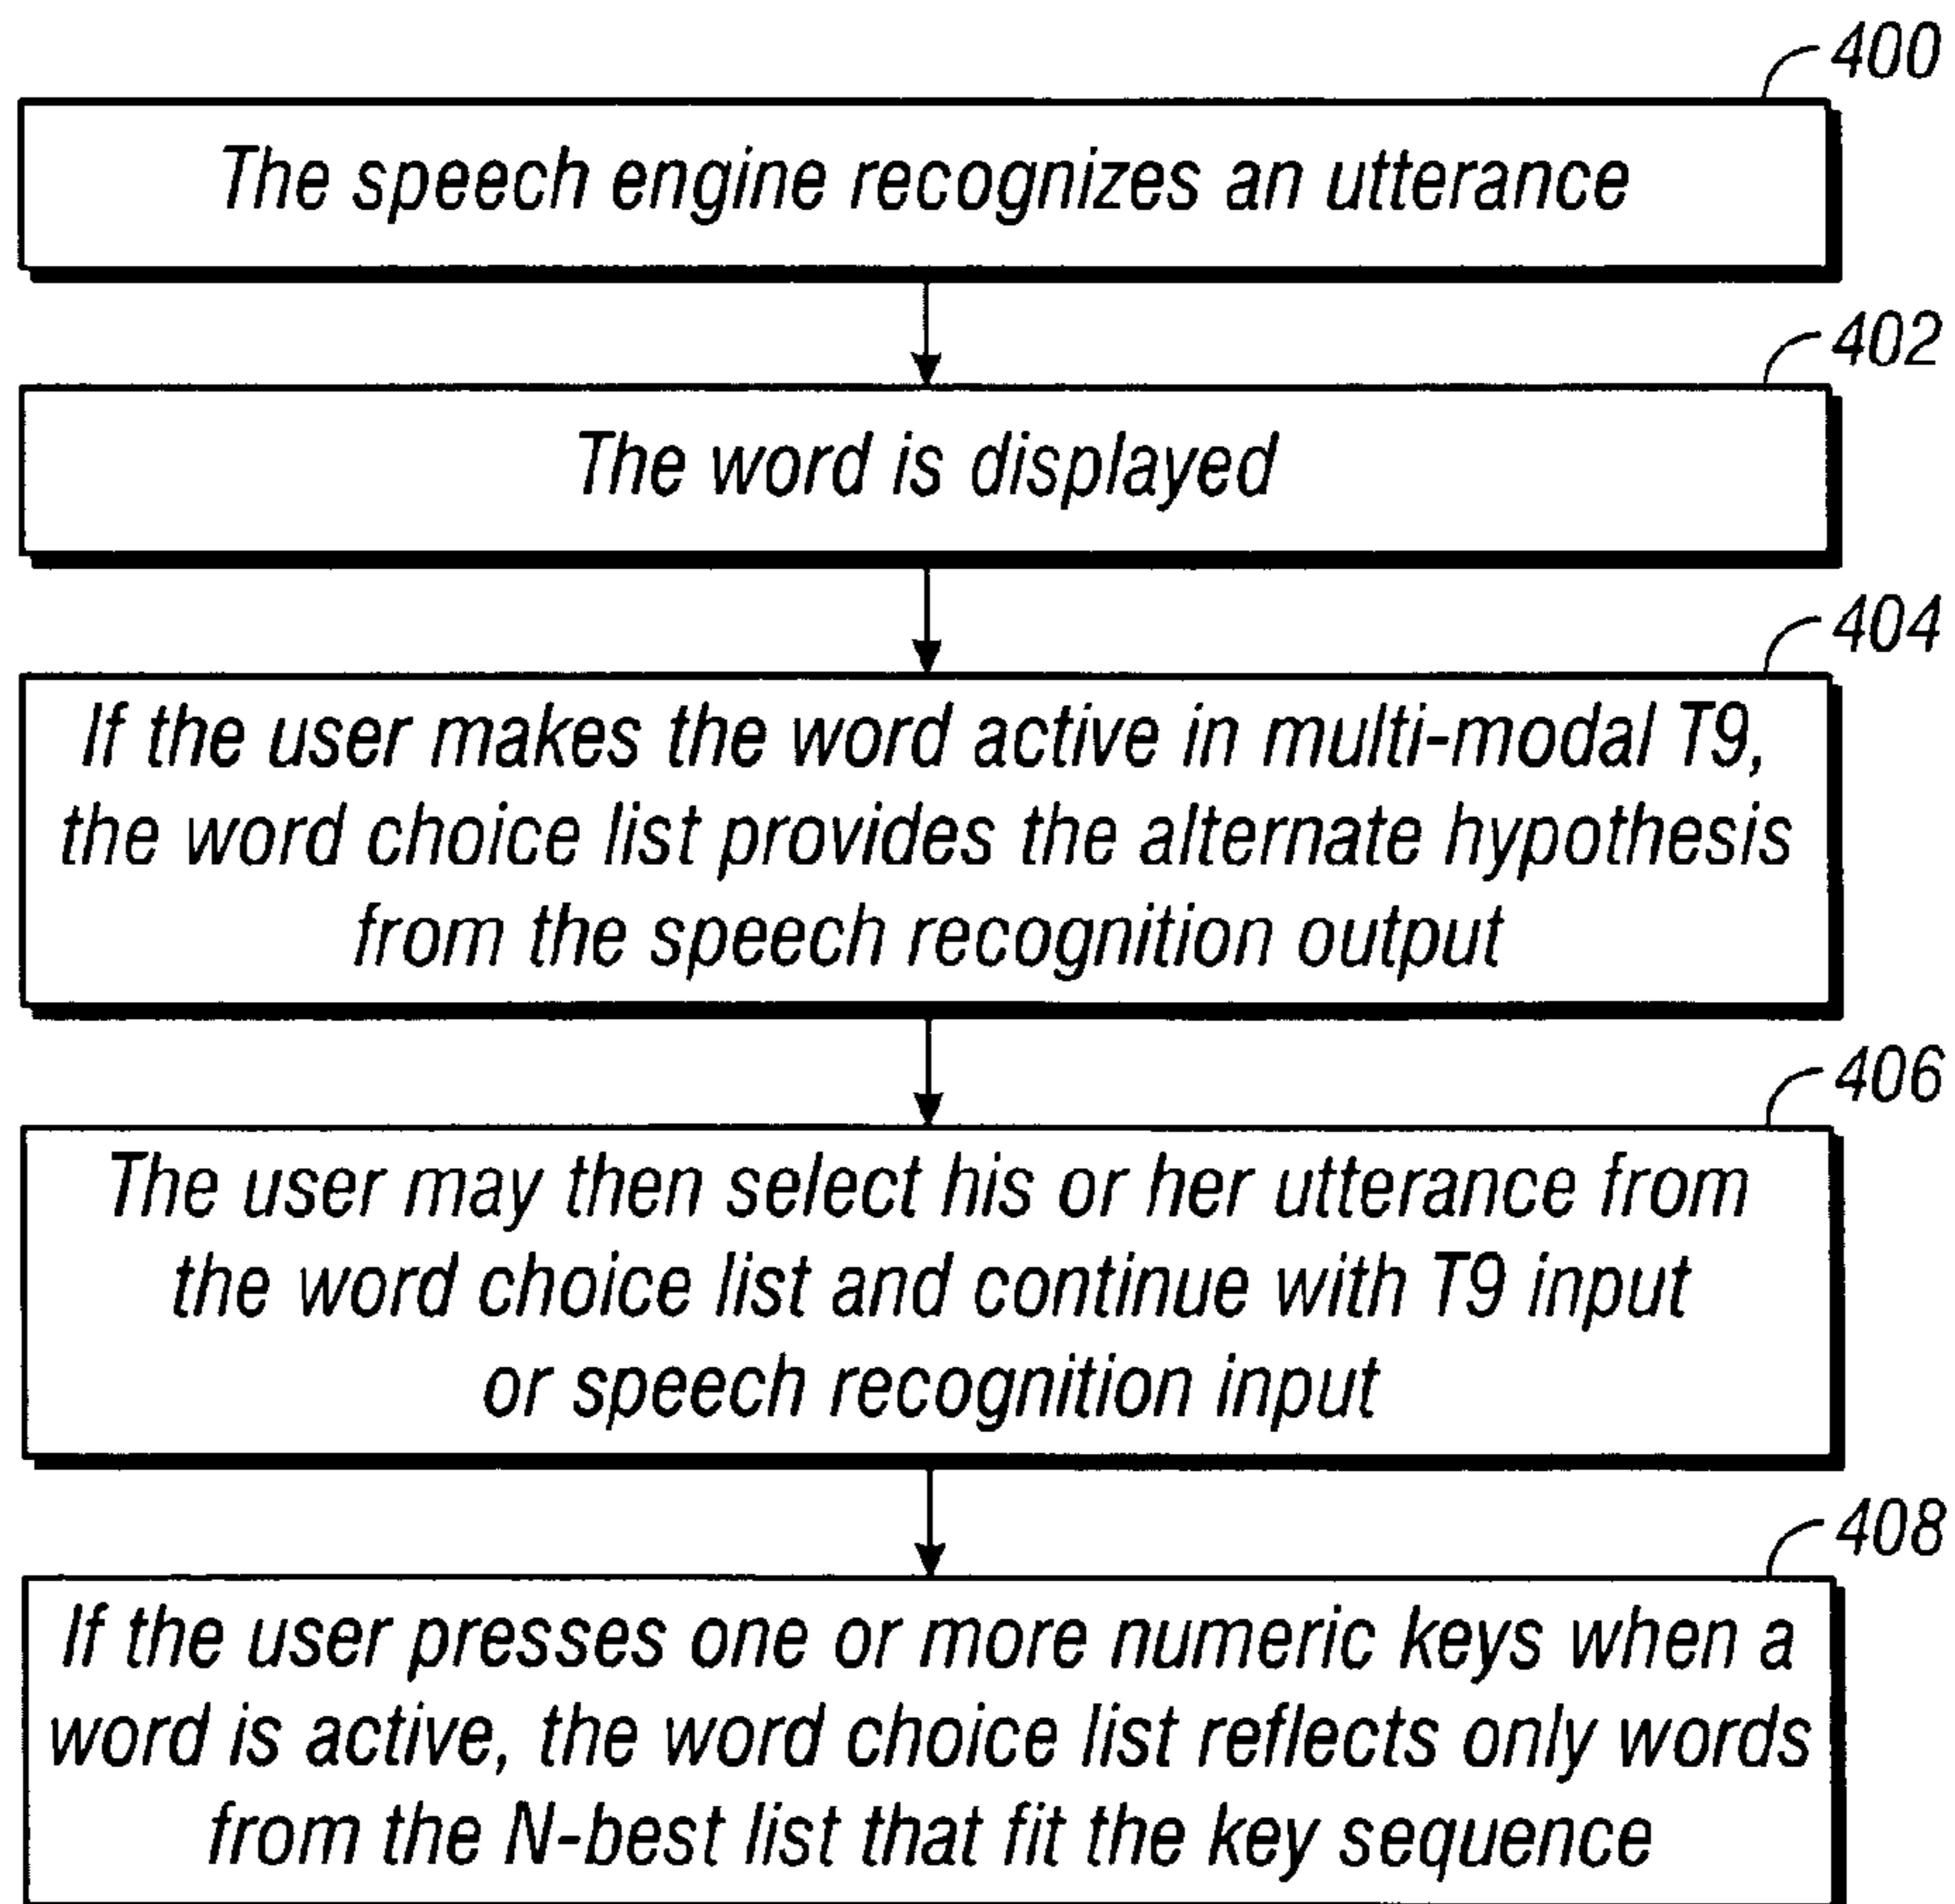 400
The speech engine recognizes an utterance
402
The word is displayed
404
If the user makes the word active in multi-modal T9,
the word choice list provides the alternate hypothesis
from the speech recognition output
406
The user may then select his or her utterance from
the word choice list and continue with T9 input
or speech recognition input
408
If the user presses one or more numeric keys when a
word is active, the word choice list reflects only words
from the N-best list that fit the key sequence